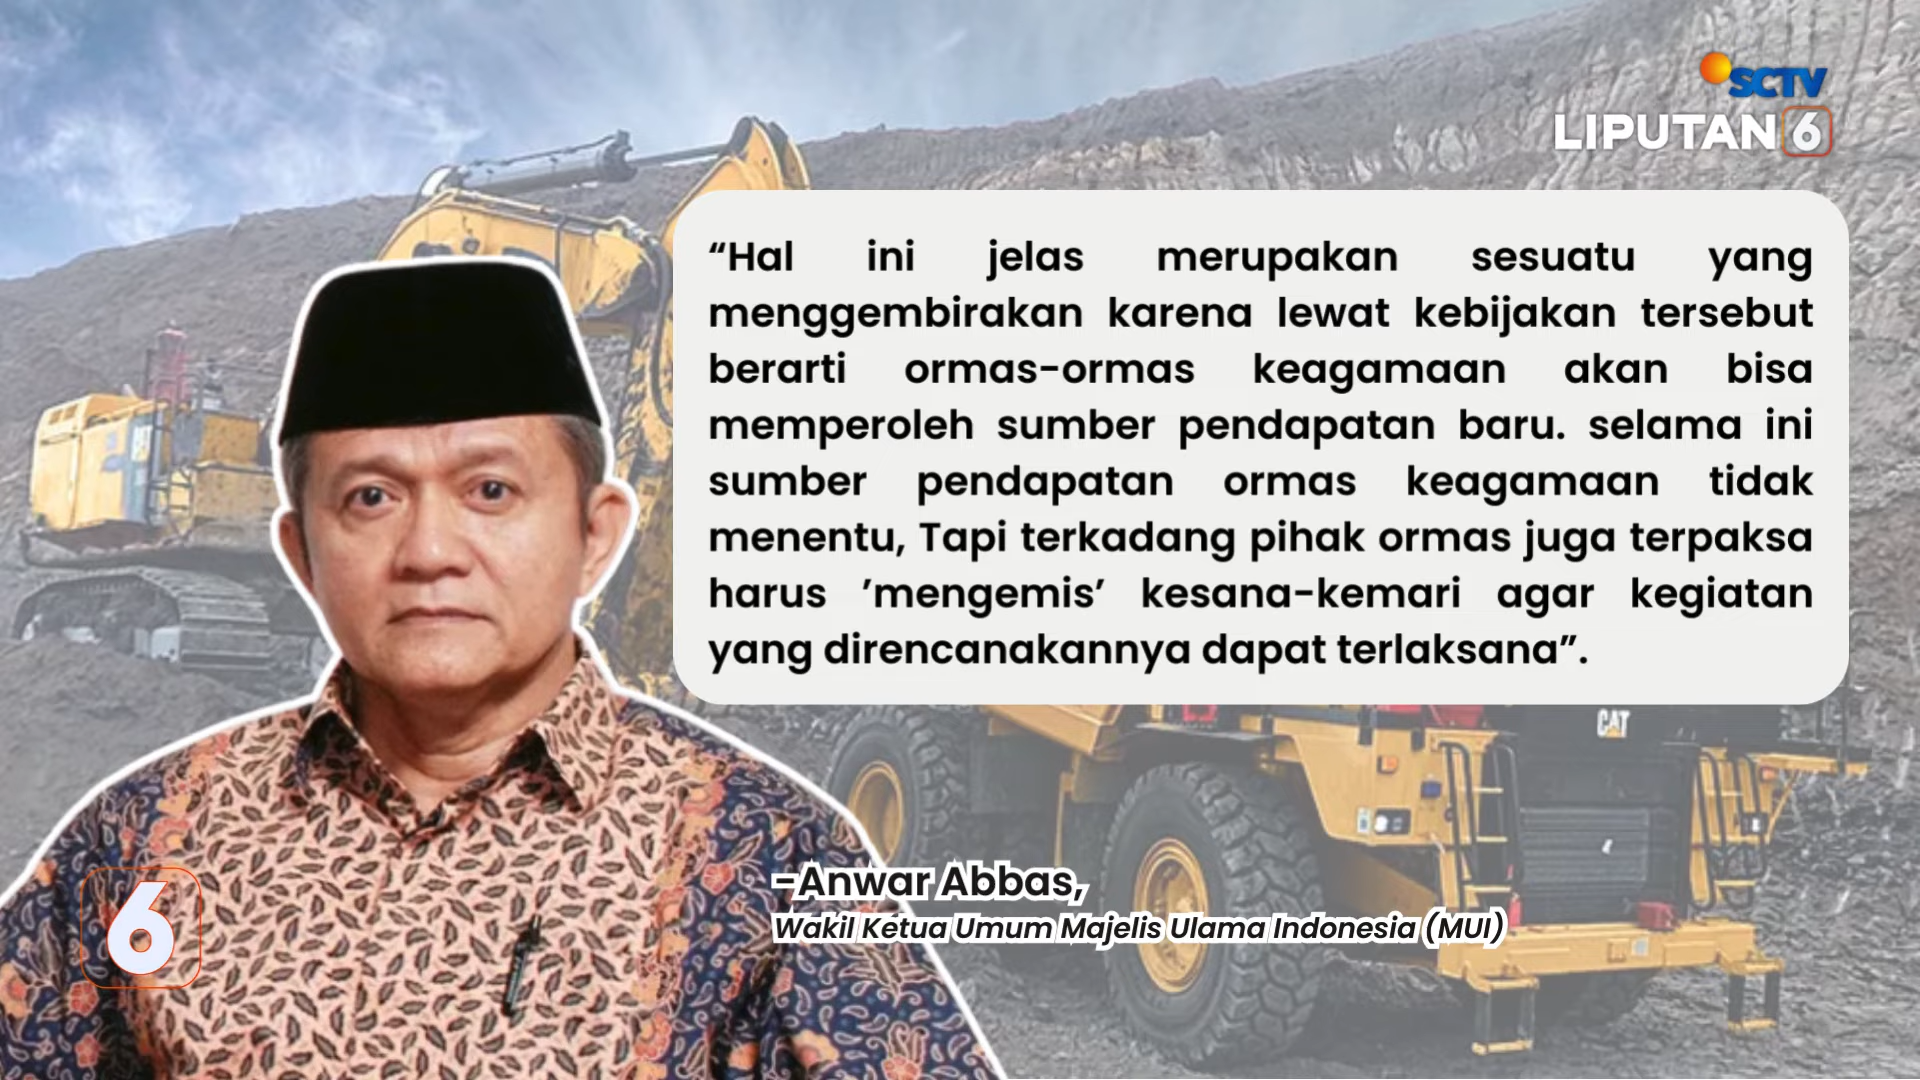 SCTV
LIPUTAN 6
“Hal ini jelas merupakan sesuatu yang
menggembirakan karena lewat kebijakan tersebut
berarti ormas-ormas keagamaan akan bisa
memperoleh sumber pendapatan baru. selama ini
sumber pendapatan ormas keagamaan tidak
menentu, Tapi terkadang pihak ormas juga terpaksa
harus ’mengemis’ kesana-kemari agar kegiatan
yang direncanakannya dapat terlaksana”.
CAT
-Anwar Abbas,
Wakil Ketua Umum Majelis Ulama Indonesia (MUI)
6